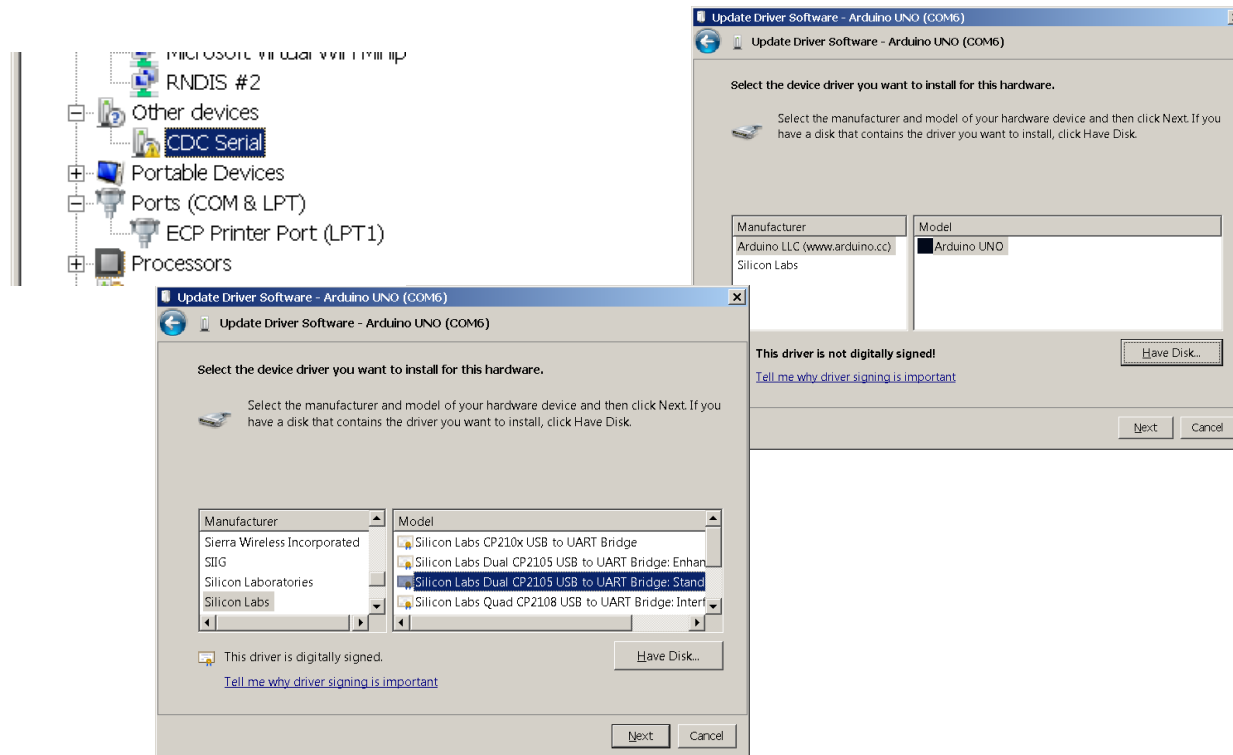 Microsoft Virtual WiFi Minip
RNDIS #2
Other devices
CDC Serial
Portable Devices
Ports (COM & LPT)
ECP Printer Port (LPT1)
Processors
Update Driver Software - Arduino UNO (COM6)
Update Driver Software - Arduino UNO (COM6)
Select the device driver you want to install for this hardware.
Select the manufacturer and model of your hardware device and then click Next. If you
have a disk that contains the driver you want to install, click Have Disk.
Manufacturer
Model
Arduino LLC (www.arduino.cc)
Arduino UNO
Silicon Labs
This driver is not digitally signed!
Have Disk...
Tell me why driver signing is important
Next
Cancel
Update Driver Software - Arduino UNO (COM6)
Update Driver Software - Arduino UNO (COM6)
Select the device driver you want to install for this hardware.
Select the manufacturer and model of your hardware device and then click Next. If you
have a disk that contains the driver you want to install, click Have Disk.
Manufacturer
Model
Sierra Wireless Incorporated
Silicon Labs CP210x USB to UART Bridge
SIIG
Silicon Labs Dual CP2105 USB to UART Bridge: Enhan
Silicon Laboratories
Silicon Labs Dual CP2105 USB to UART Bridge: Stand
Silicon Labs
Silicon Labs Quad CP2108 USB to UART Bridge: Interf
This driver is digitally signed.
Have Disk...
Tell me why driver signing is important
Next
Cancel